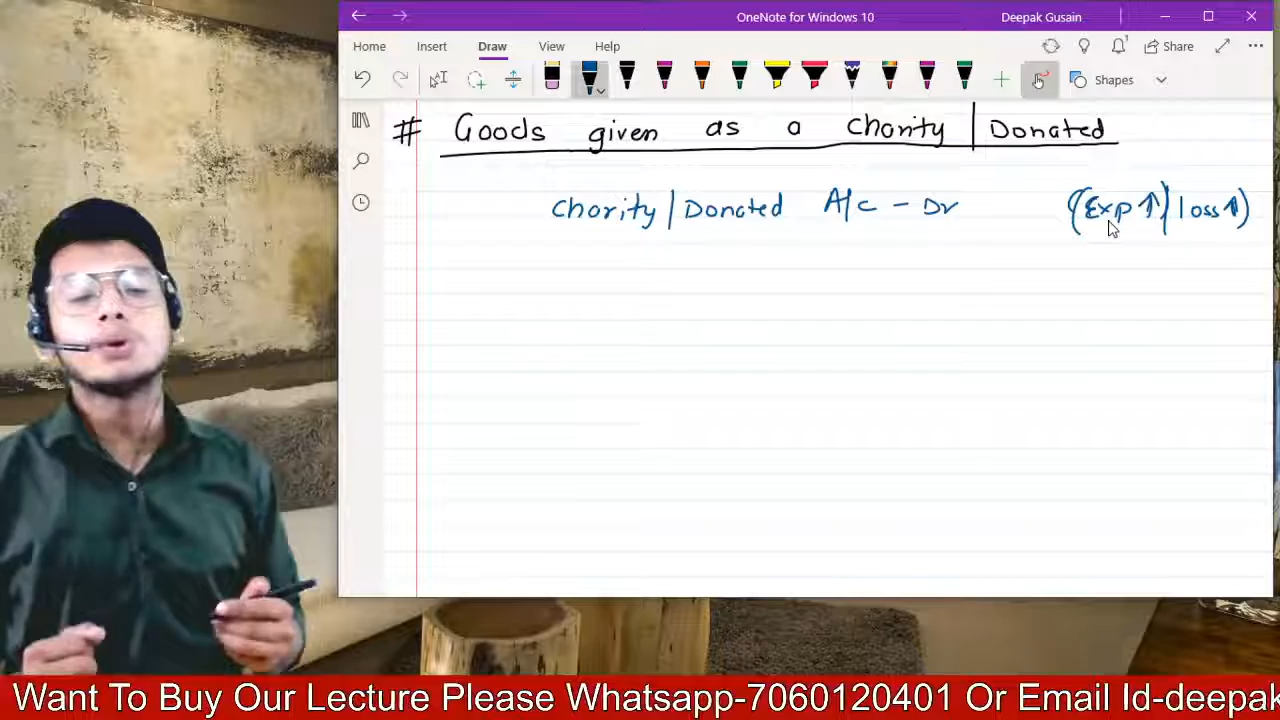 OneNote for Windows 10
Deepak Gusain
Home Insert Draw View Help
Share
Shapes
# Goods given as a charity | Donated
Charity | Donated A/c - Dr (Exp ↑) | loss ↑)
Want To Buy Our Lecture Please Whatsapp-7060120401 Or Email Id-deepak